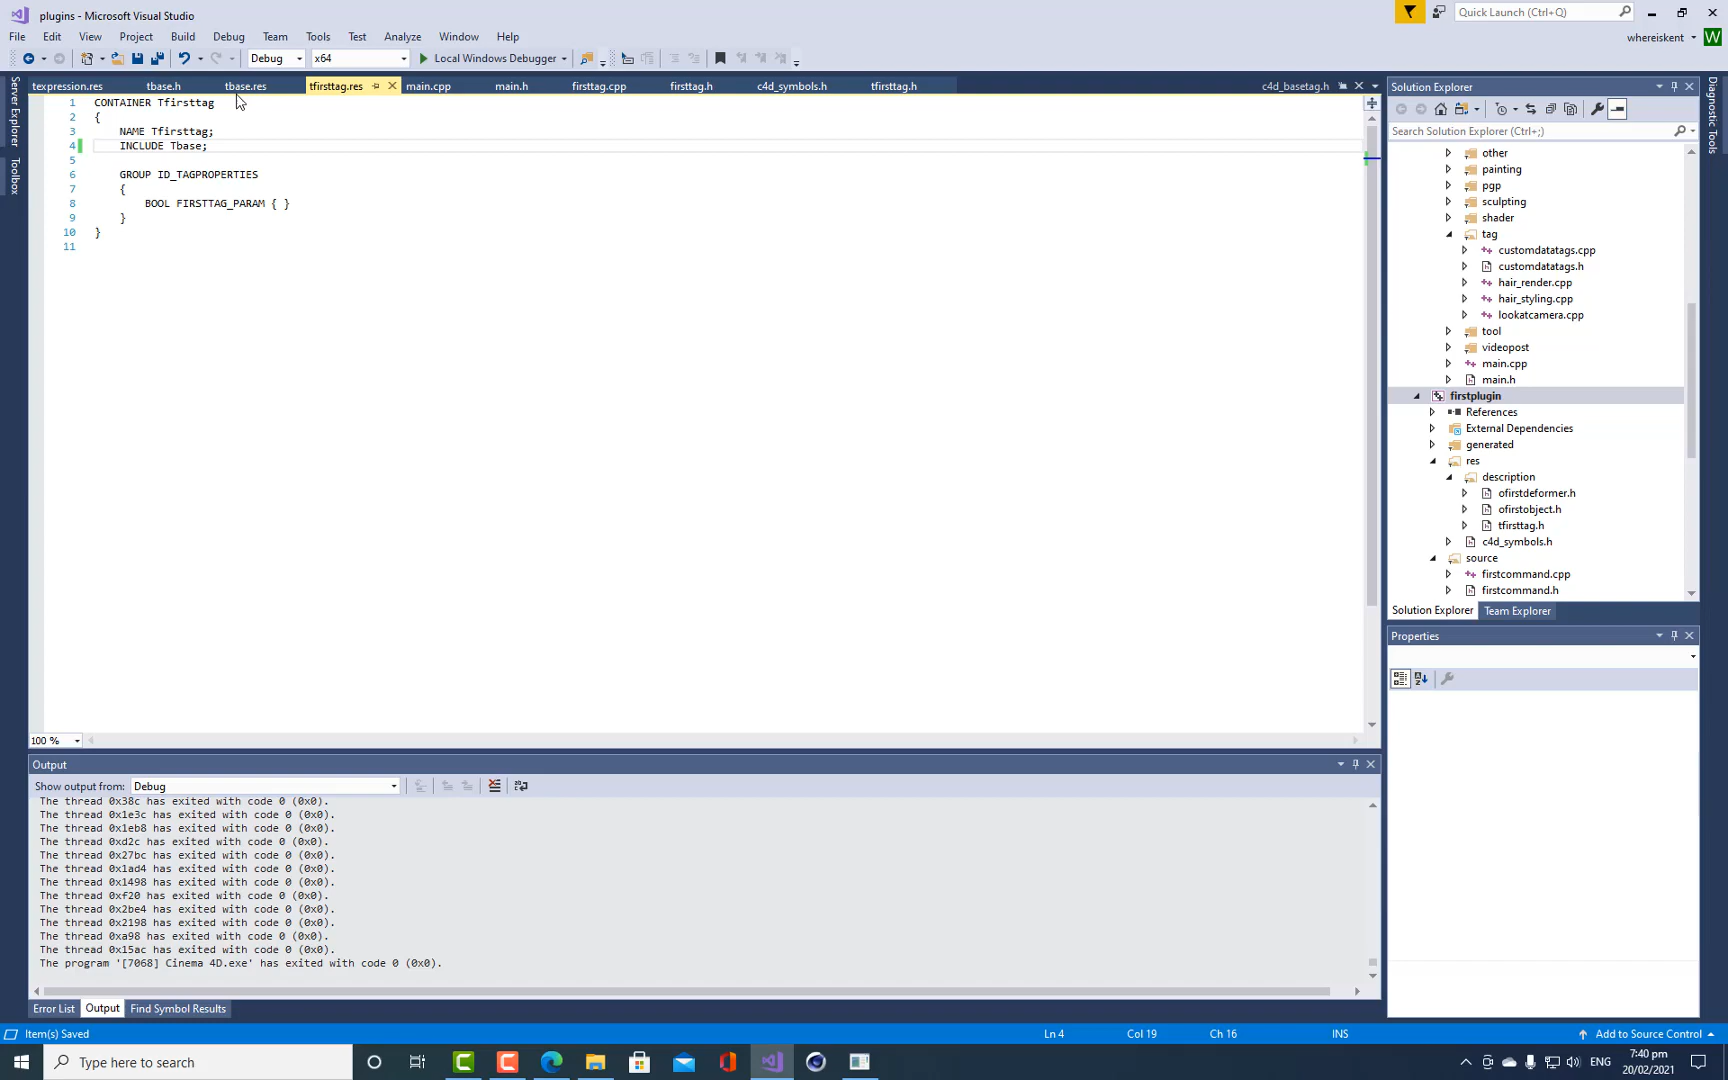 plugins - Microsoft Visual Studio
Quick Launch (Ctrl+Q)
File Edit View Project Build Debug Team Tools Test Analyze Window Help
whereiskent W
Debug x64 Local Windows Debugger
texpression.res tbase.h tbase.res tfirsttag.res main.cpp main.h firsttag.cpp firsttag.h c4d_symbols.h tfirsttag.h c4d_basetag.h
Server Explorer
Toolbox
1 CONTAINER Tfirsttag
2 {
3 NAME Tfirsttag;
4 INCLUDE Tbase;
5
6 GROUP ID_TAGPROPERTIES
7 {
8 BOOL FIRSTTAG_PARAM { }
9 }
10 }
11
100 %
Solution Explorer
Search Solution Explorer (Ctrl+;)
other
painting
pgp
sculpting
shader
tag
customdatatags.cpp
customdatatags.h
hair_render.cpp
hair_styling.cpp
lookatcamera.cpp
tool
videopost
main.cpp
main.h
firstplugin
References
External Dependencies
generated
res
description
ofirstdeformer.h
ofirstobject.h
tfirsttag.h
c4d_symbols.h
source
firstcommand.cpp
firstcommand.h
Solution Explorer Team Explorer
Properties
Diagnostic Tools
Output
Show output from: Debug
The thread 0x38c has exited with code 0 (0x0).
The thread 0x1e3c has exited with code 0 (0x0).
The thread 0x1eb8 has exited with code 0 (0x0).
The thread 0xd2c has exited with code 0 (0x0).
The thread 0x27bc has exited with code 0 (0x0).
The thread 0x1ad4 has exited with code 0 (0x0).
The thread 0x1498 has exited with code 0 (0x0).
The thread 0xf20 has exited with code 0 (0x0).
The thread 0x2be4 has exited with code 0 (0x0).
The thread 0x2198 has exited with code 0 (0x0).
The thread 0xa98 has exited with code 0 (0x0).
The thread 0x15ac has exited with code 0 (0x0).
The program '[7068] Cinema 4D.exe' has exited with code 0 (0x0).
Error List Output Find Symbol Results
Item(s) Saved Ln 4 Col 19 Ch 16 INS Add to Source Control
Type here to search
ENG
7:40 pm
20/02/2021